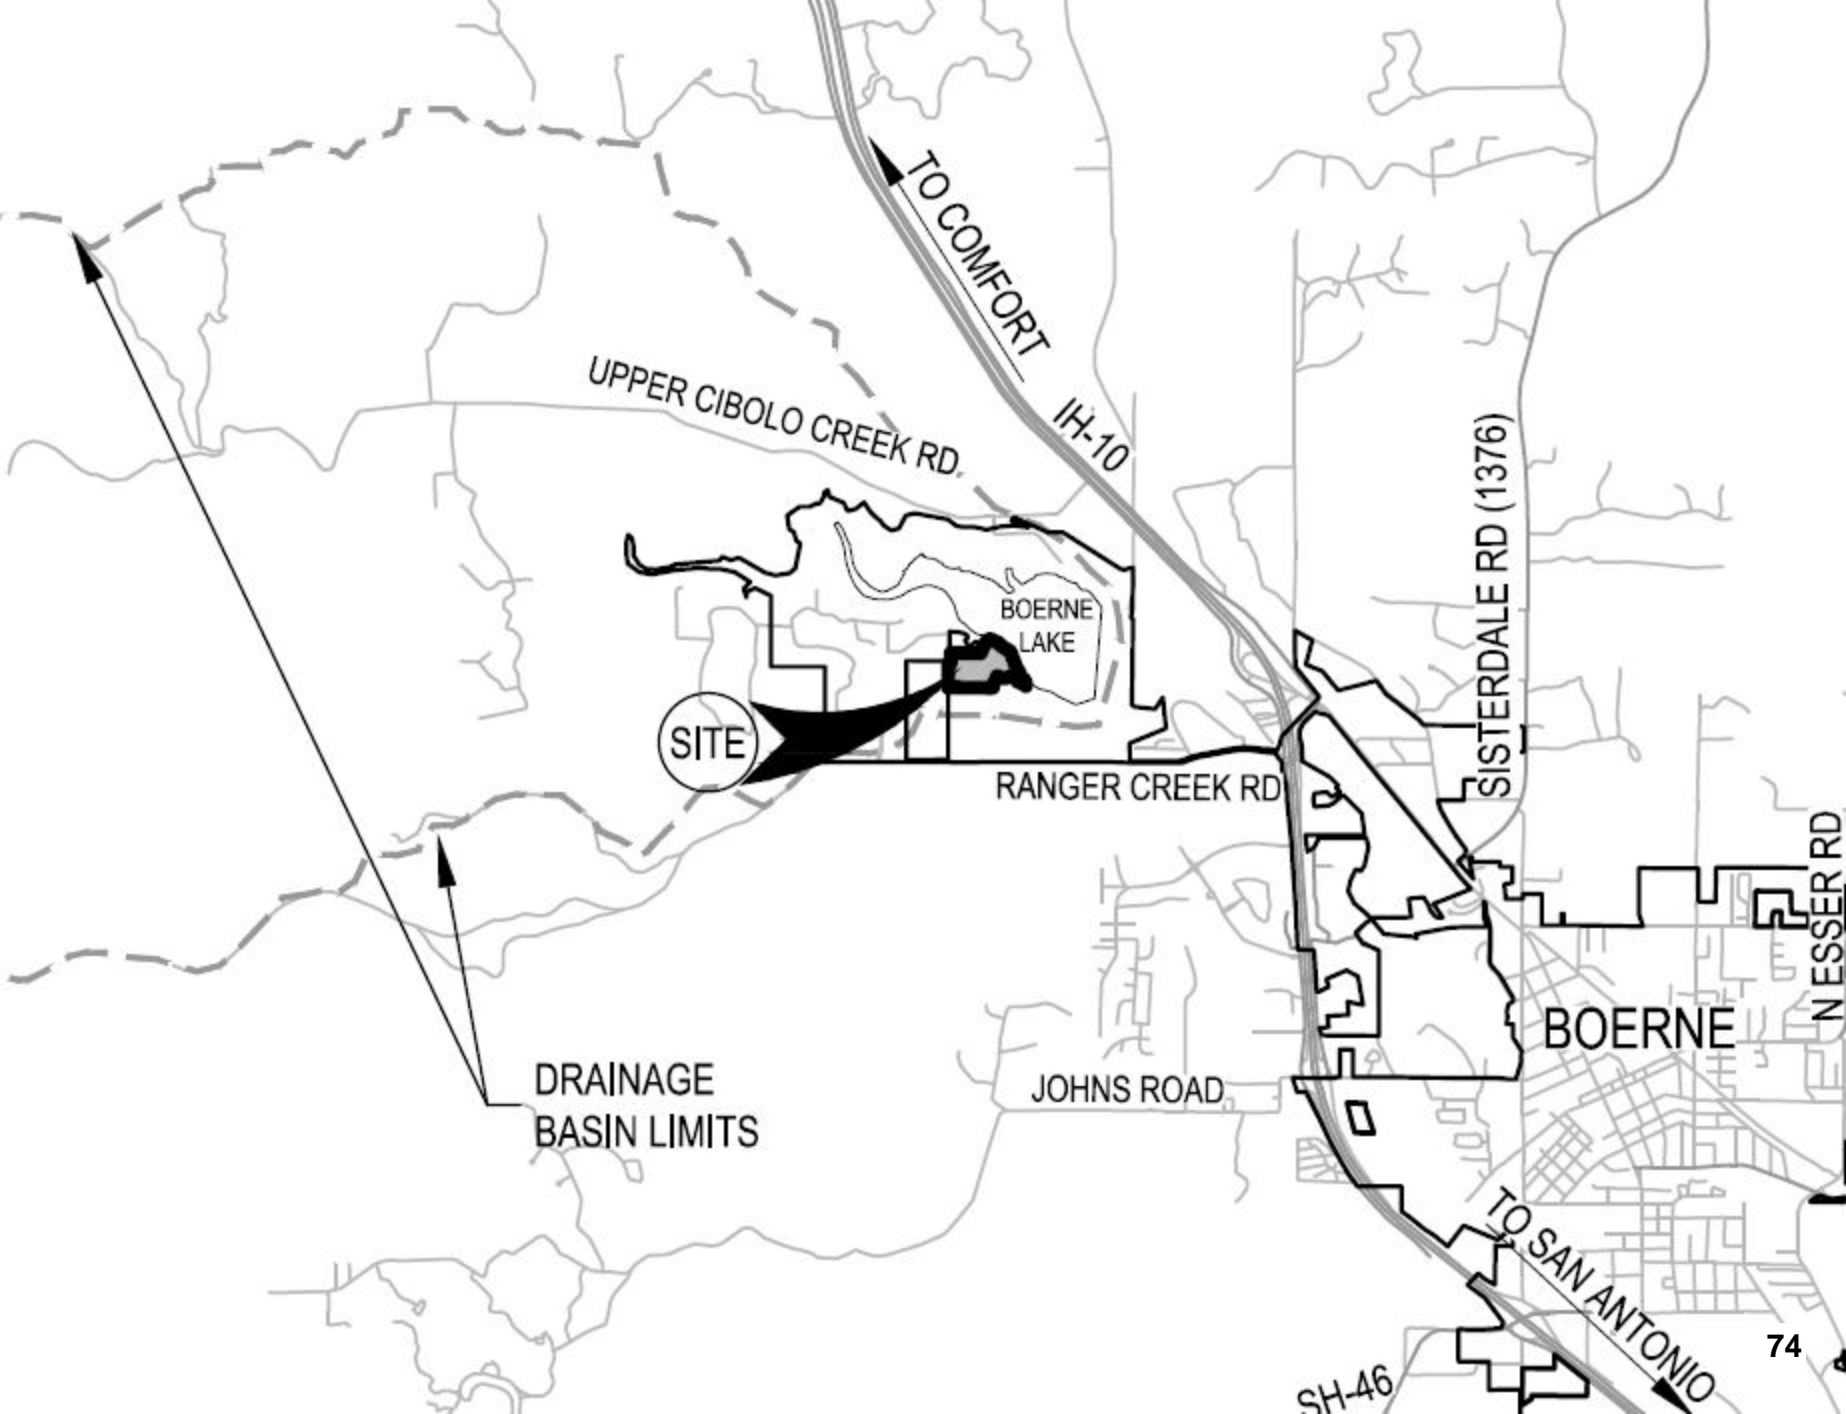 TO COMFORT
UPPER CIBOLO CREEK RD.
IH-10
SISTERDALE RD (1376)
BOERNE
LAKE
SITE
RANGER CREEK RD
N ESSER RD
BOERNE
DRAINAGE
BASIN LIMITS
JOHNS ROAD
TO SAN ANTONIO
74
SH-46